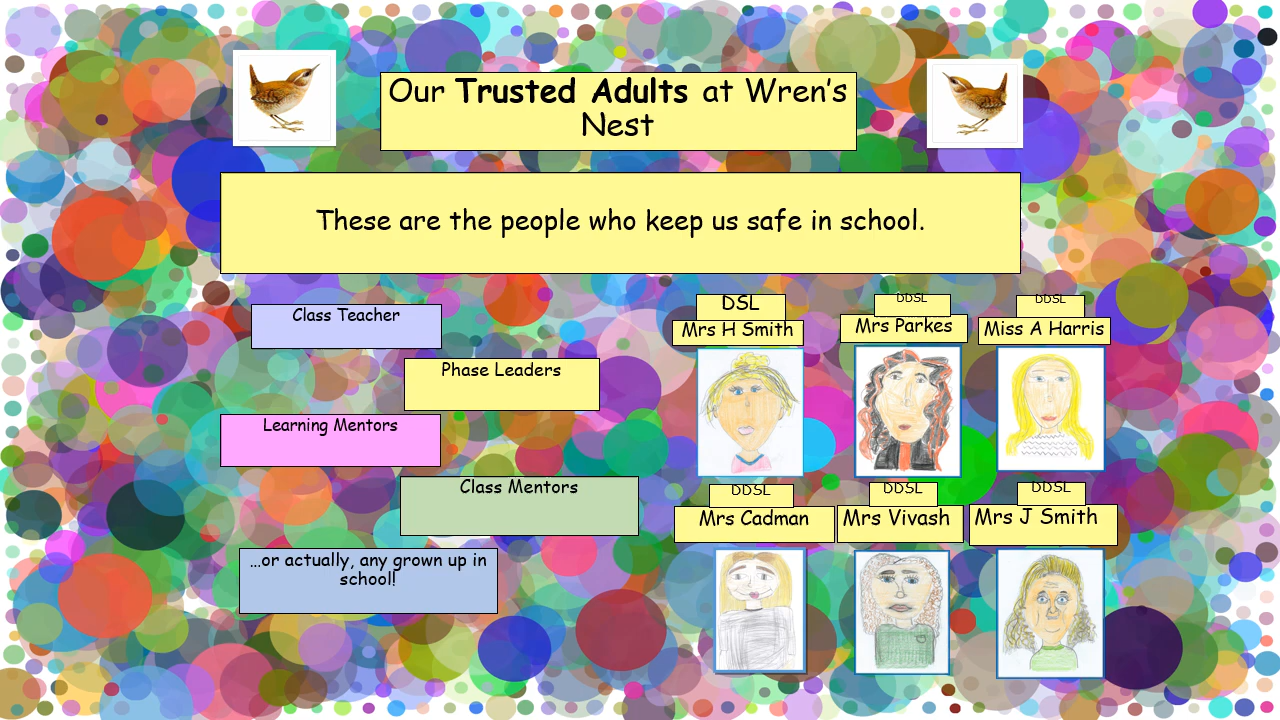 Our Trusted Adults at Wren's
Nest
These are the people who keep us safe in school.
Class Teacher
Phase Leaders
Learning Mentors
Class Mentors
...or actually, any grown up in
school!
DSL
Mrs H Smith
DDSL
Mrs Parkes
DDSL
Miss A Harris
DDSL
Mrs Cadman
DDSL
Mrs Vivash
DDSL
Mrs J Smith